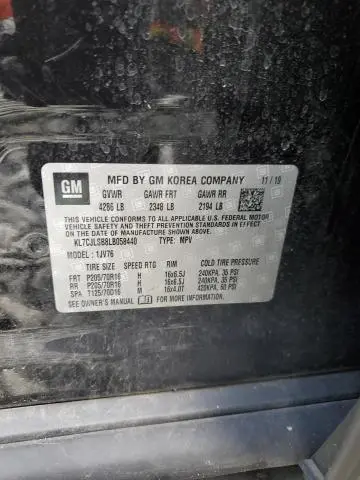 GM
MFD BY GM KOREA COMPANY 11/19
GVWR GAWR FRT GAWR RR
4286 LB 2348 LB 2194 LB
THIS VEHICLE CONFORMS TO ALL APPLICABLE U.S. FEDERAL MOTOR
VEHICLE SAFETY, BUMPER, AND THEFT PREVENTION STANDARDS IN
EFFECT ON THE DATE OF MANUFACTURE SHOWN ABOVE.
KL7CJLSB8LB058440 TYPE: MPV
MODEL: 1JV76
TIRE SIZE SPEED RTG RIM COLD TIRE PRESSURE
FRT P205/70R16 H 16x6.5J 240KPA, 35 PSI
RR P205/70R16 H 16x6.5J 240KPA, 35 PSI
SPA T125/70D16 M 16x4.0T 420KPA, 60 PSI
SEE OWNER'S MANUAL FOR ADDITIONAL INFORMATION.